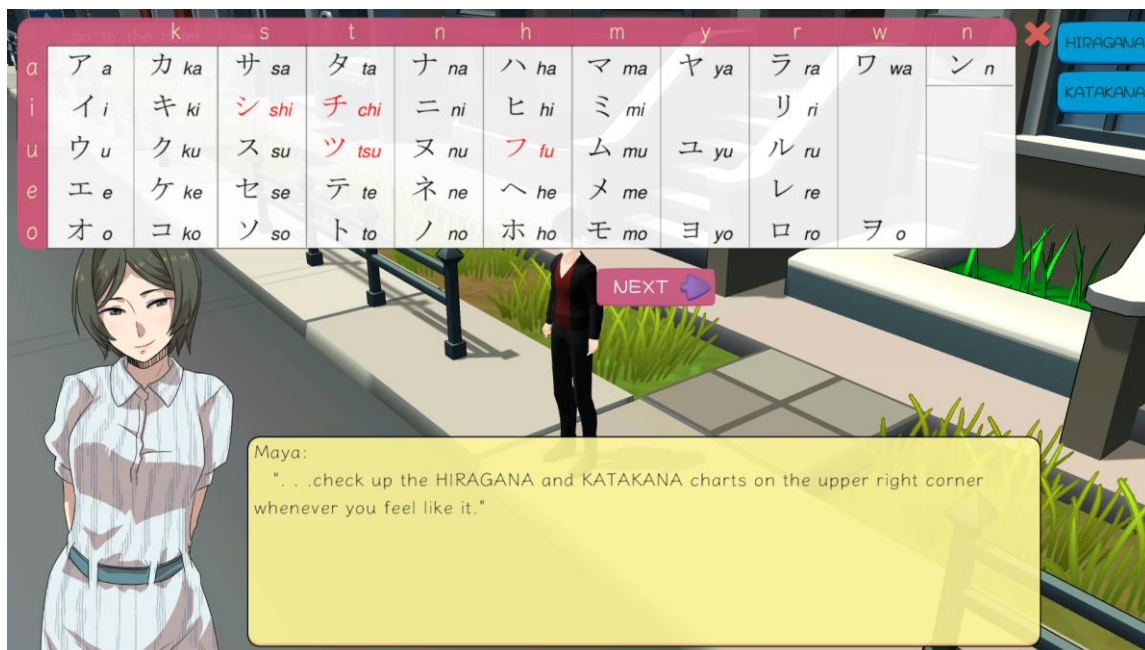 Go to the Hotel
k s t n h m y r w n
a ア a カ ka サ sa タ ta ナ na ハ ha マ ma ヤ ya ラ ra ワ wa ン n
i イ i キ ki シ shi チ chi ニ ni ヒ hi ミ mi リ ri
u ウ u ク ku ス su ツ tsu ヌ nu フ fu ム mu ユ yu ル ru
e エ e ケ ke セ se テ te ネ ne ヘ he メ me レ re
o オ o コ ko ソ so ト to ノ no ホ ho モ mo ヨ yo ロ ro ヲ o
HIRAGANA
KATAKANA
NEXT
Maya:
". . .check up the HIRAGANA and KATAKANA charts on the upper right corner
whenever you feel like it."